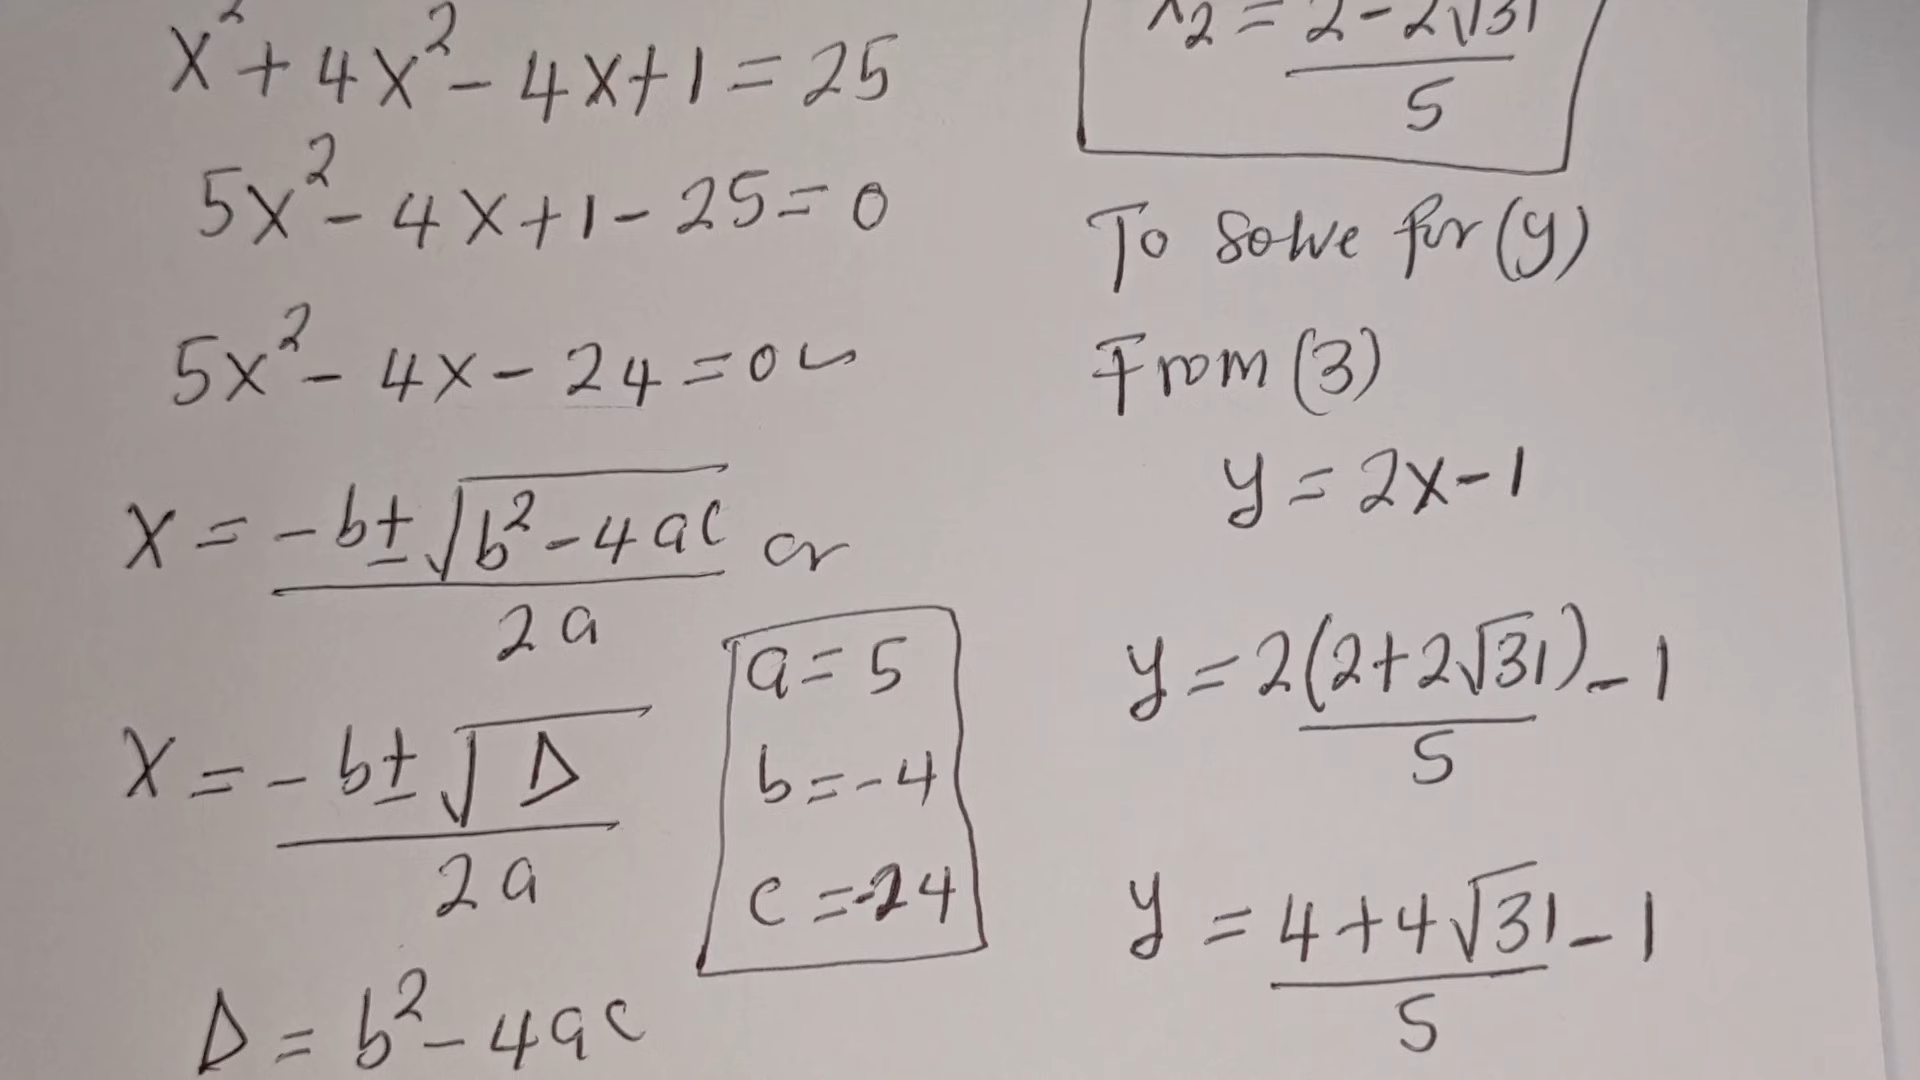 x² + 4x² - 4x + 1 = 25
5x² - 4x + 1 - 25 = 0
5x² - 4x - 24 = 0
x = -b ± √(b² - 4ac) / 2a or
x = -b ± √Δ / 2a
a = 5
b = -4
c = -24
Δ = b² - 4ac
x₂ = 2 - 2√31 / 5
To solve for (y)
From (3)
y = 2x - 1
y = 2(2 + 2√31) / 5 - 1
y = 4 + 4√31 / 5 - 1